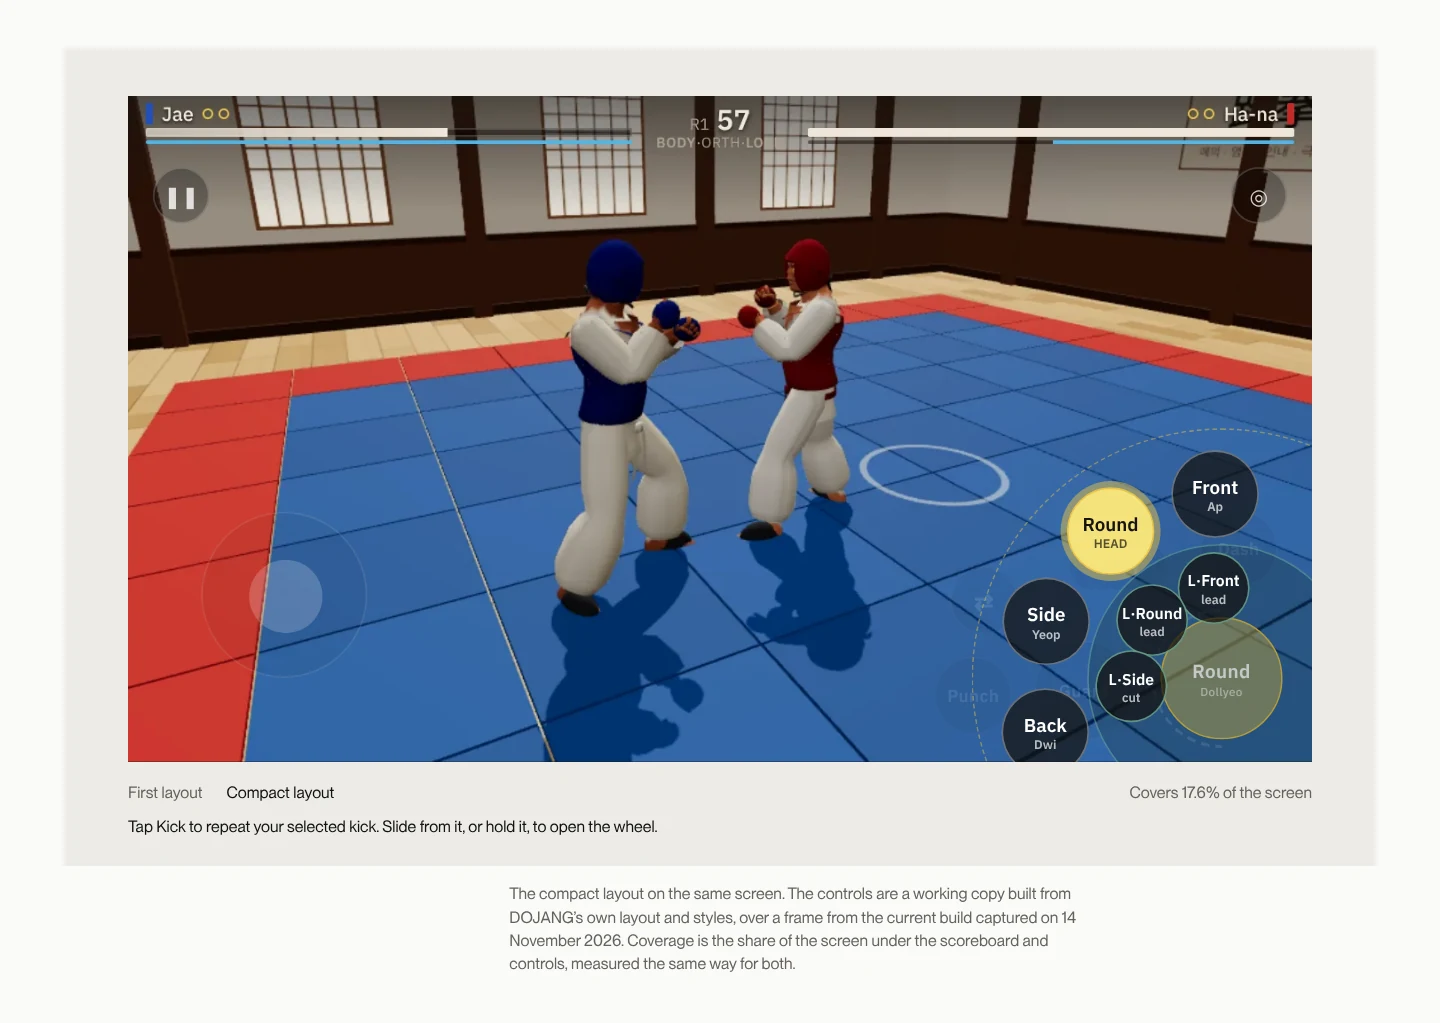 Jae
R1 57
Ha-na
BODY·ORTH·LO
Front
Ap
Round
HEAD
Dash
L·Front
lead
Side
Yeop
L·Round
lead
Round
Dollyeo
L·Side
cut
Punch
Back
Dwi
First layout
Compact layout
Covers 17.6% of the screen
Tap Kick to repeat your selected kick. Slide from it, or hold it, to open the wheel.
The compact layout on the same screen. The controls are a working copy built from
DOJANG’s own layout and styles, over a frame from the current build captured on 14
November 2026. Coverage is the share of the screen under the scoreboard and
controls, measured the same way for both.